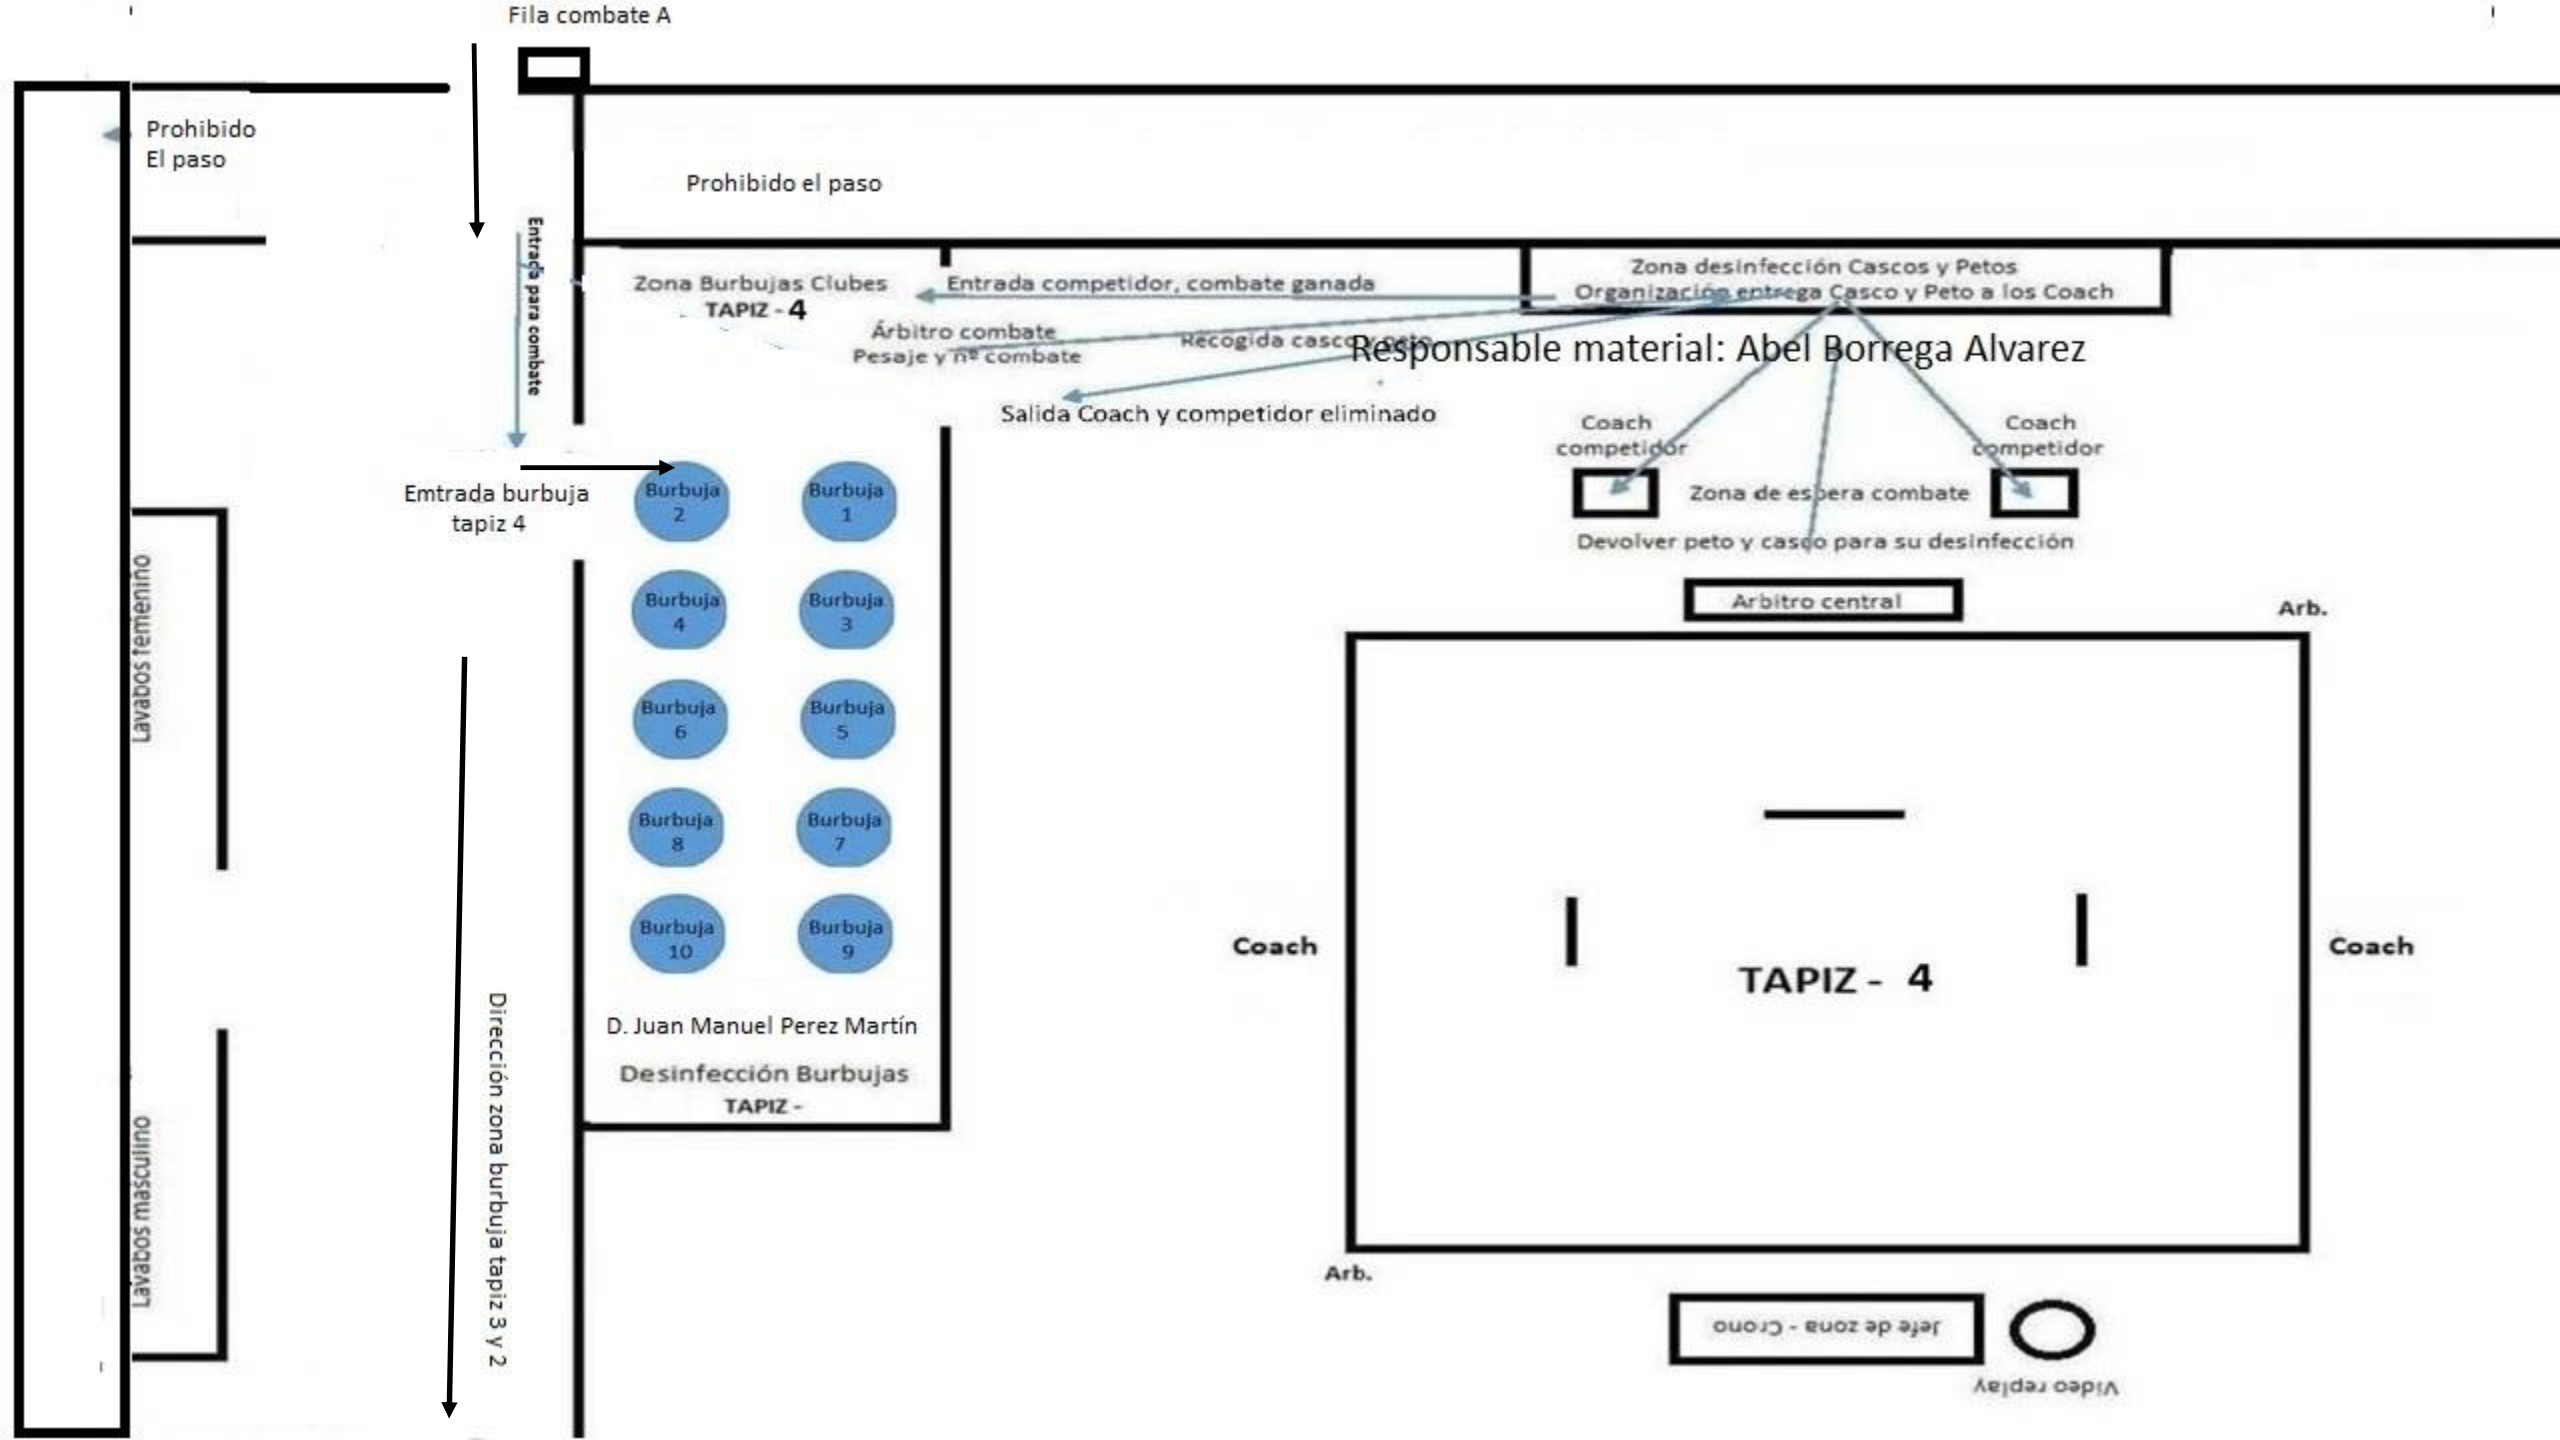 Fila combate A
Prohibido
El paso
Prohibido el paso
Entrada para combate
Zona Burbujas Clubes
TAPIZ - 4
Entrada competidor, combate ganada
Zona desinfección Cascos y Petos
Organización entrega Casco y Peto a los Coach
Árbitro combate
Pesaje y nº combate
Recogida casco y peto
Responsable material: Abel Borrega Alvarez
Salida Coach y competidor eliminado
Coach
competidor
Coach
competidor
Zona de espera combate
Devolver peto y casco para su desinfección
Emtrada burbuja
tapiz 4
Burbuja
2
Burbuja
1
Burbuja
4
Burbuja
3
Burbuja
6
Burbuja
5
Burbuja
8
Burbuja
7
Burbuja
10
Burbuja
9
Lavabos femenino
Arbitro central
Arb.
Coach
TAPIZ - 4
Coach
D. Juan Manuel Perez Martín
Desinfección Burbujas
TAPIZ -
Dirección zona burbuja tapiz 3 y 2
Lavabos masculino
Arb.
Jefe de zona - Crono
Video replay